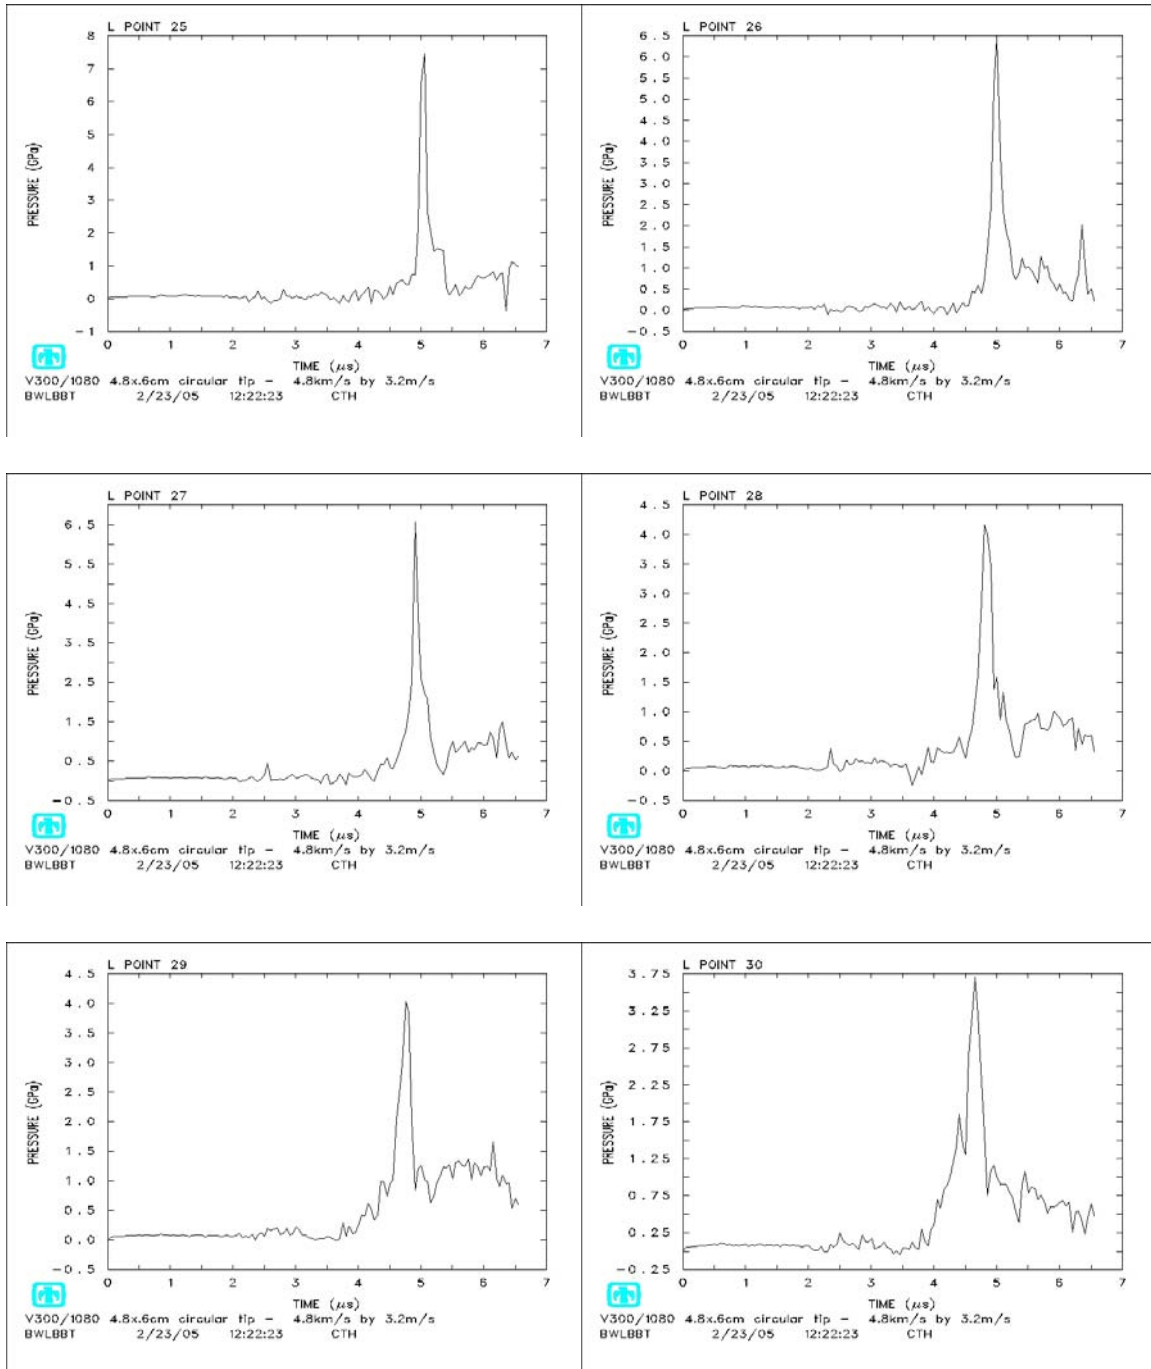 L POINT 25
8
7
6
5
4
3
2
1
0
-1
PRESSURE (GPa)
0 1 2 3 4 5 6 7
TIME (μs)
V300/1080 4.8x.6cm circular tip - 4.8km/s by 3.2m/s
BWLBBT 2/23/05 12:22:23 CTH
L POINT 26
6.5
6.0
5.5
5.0
4.5
4.0
3.5
3.0
2.5
2.0
1.5
1.0
0.5
0.0
-0.5
PRESSURE (GPa)
0 1 2 3 4 5 6 7
TIME (μs)
V300/1080 4.8x.6cm circular tip - 4.8km/s by 3.2m/s
BWLBBT 2/23/05 12:22:23 CTH
L POINT 27
6.5
5.5
4.5
3.5
2.5
1.5
0.5
-0.5
PRESSURE (GPa)
0 1 2 3 4 5 6 7
TIME (μs)
V300/1080 4.8x.6cm circular tip - 4.8km/s by 3.2m/s
BWLBBT 2/23/05 12:22:23 CTH
L POINT 28
4.5
4.0
3.5
3.0
2.5
2.0
1.5
1.0
0.5
0.0
-0.5
PRESSURE (GPa)
0 1 2 3 4 5 6 7
TIME (μs)
V300/1080 4.8x.6cm circular tip - 4.8km/s by 3.2m/s
BWLBBT 2/23/05 12:22:23 CTH
L POINT 29
4.5
4.0
3.5
3.0
2.5
2.0
1.5
1.0
0.5
0.0
-0.5
PRESSURE (GPa)
0 1 2 3 4 5 6 7
TIME (μs)
V300/1080 4.8x.6cm circular tip - 4.8km/s by 3.2m/s
BWLBBT 2/23/05 12:22:23 CTH
L POINT 30
3.75
3.25
2.75
2.25
1.75
1.25
0.75
0.25
-0.25
PRESSURE (GPa)
0 1 2 3 4 5 6 7
TIME (μs)
V300/1080 4.8x.6cm circular tip - 4.8km/s by 3.2m/s
BWLBBT 2/23/05 12:22:23 CTH